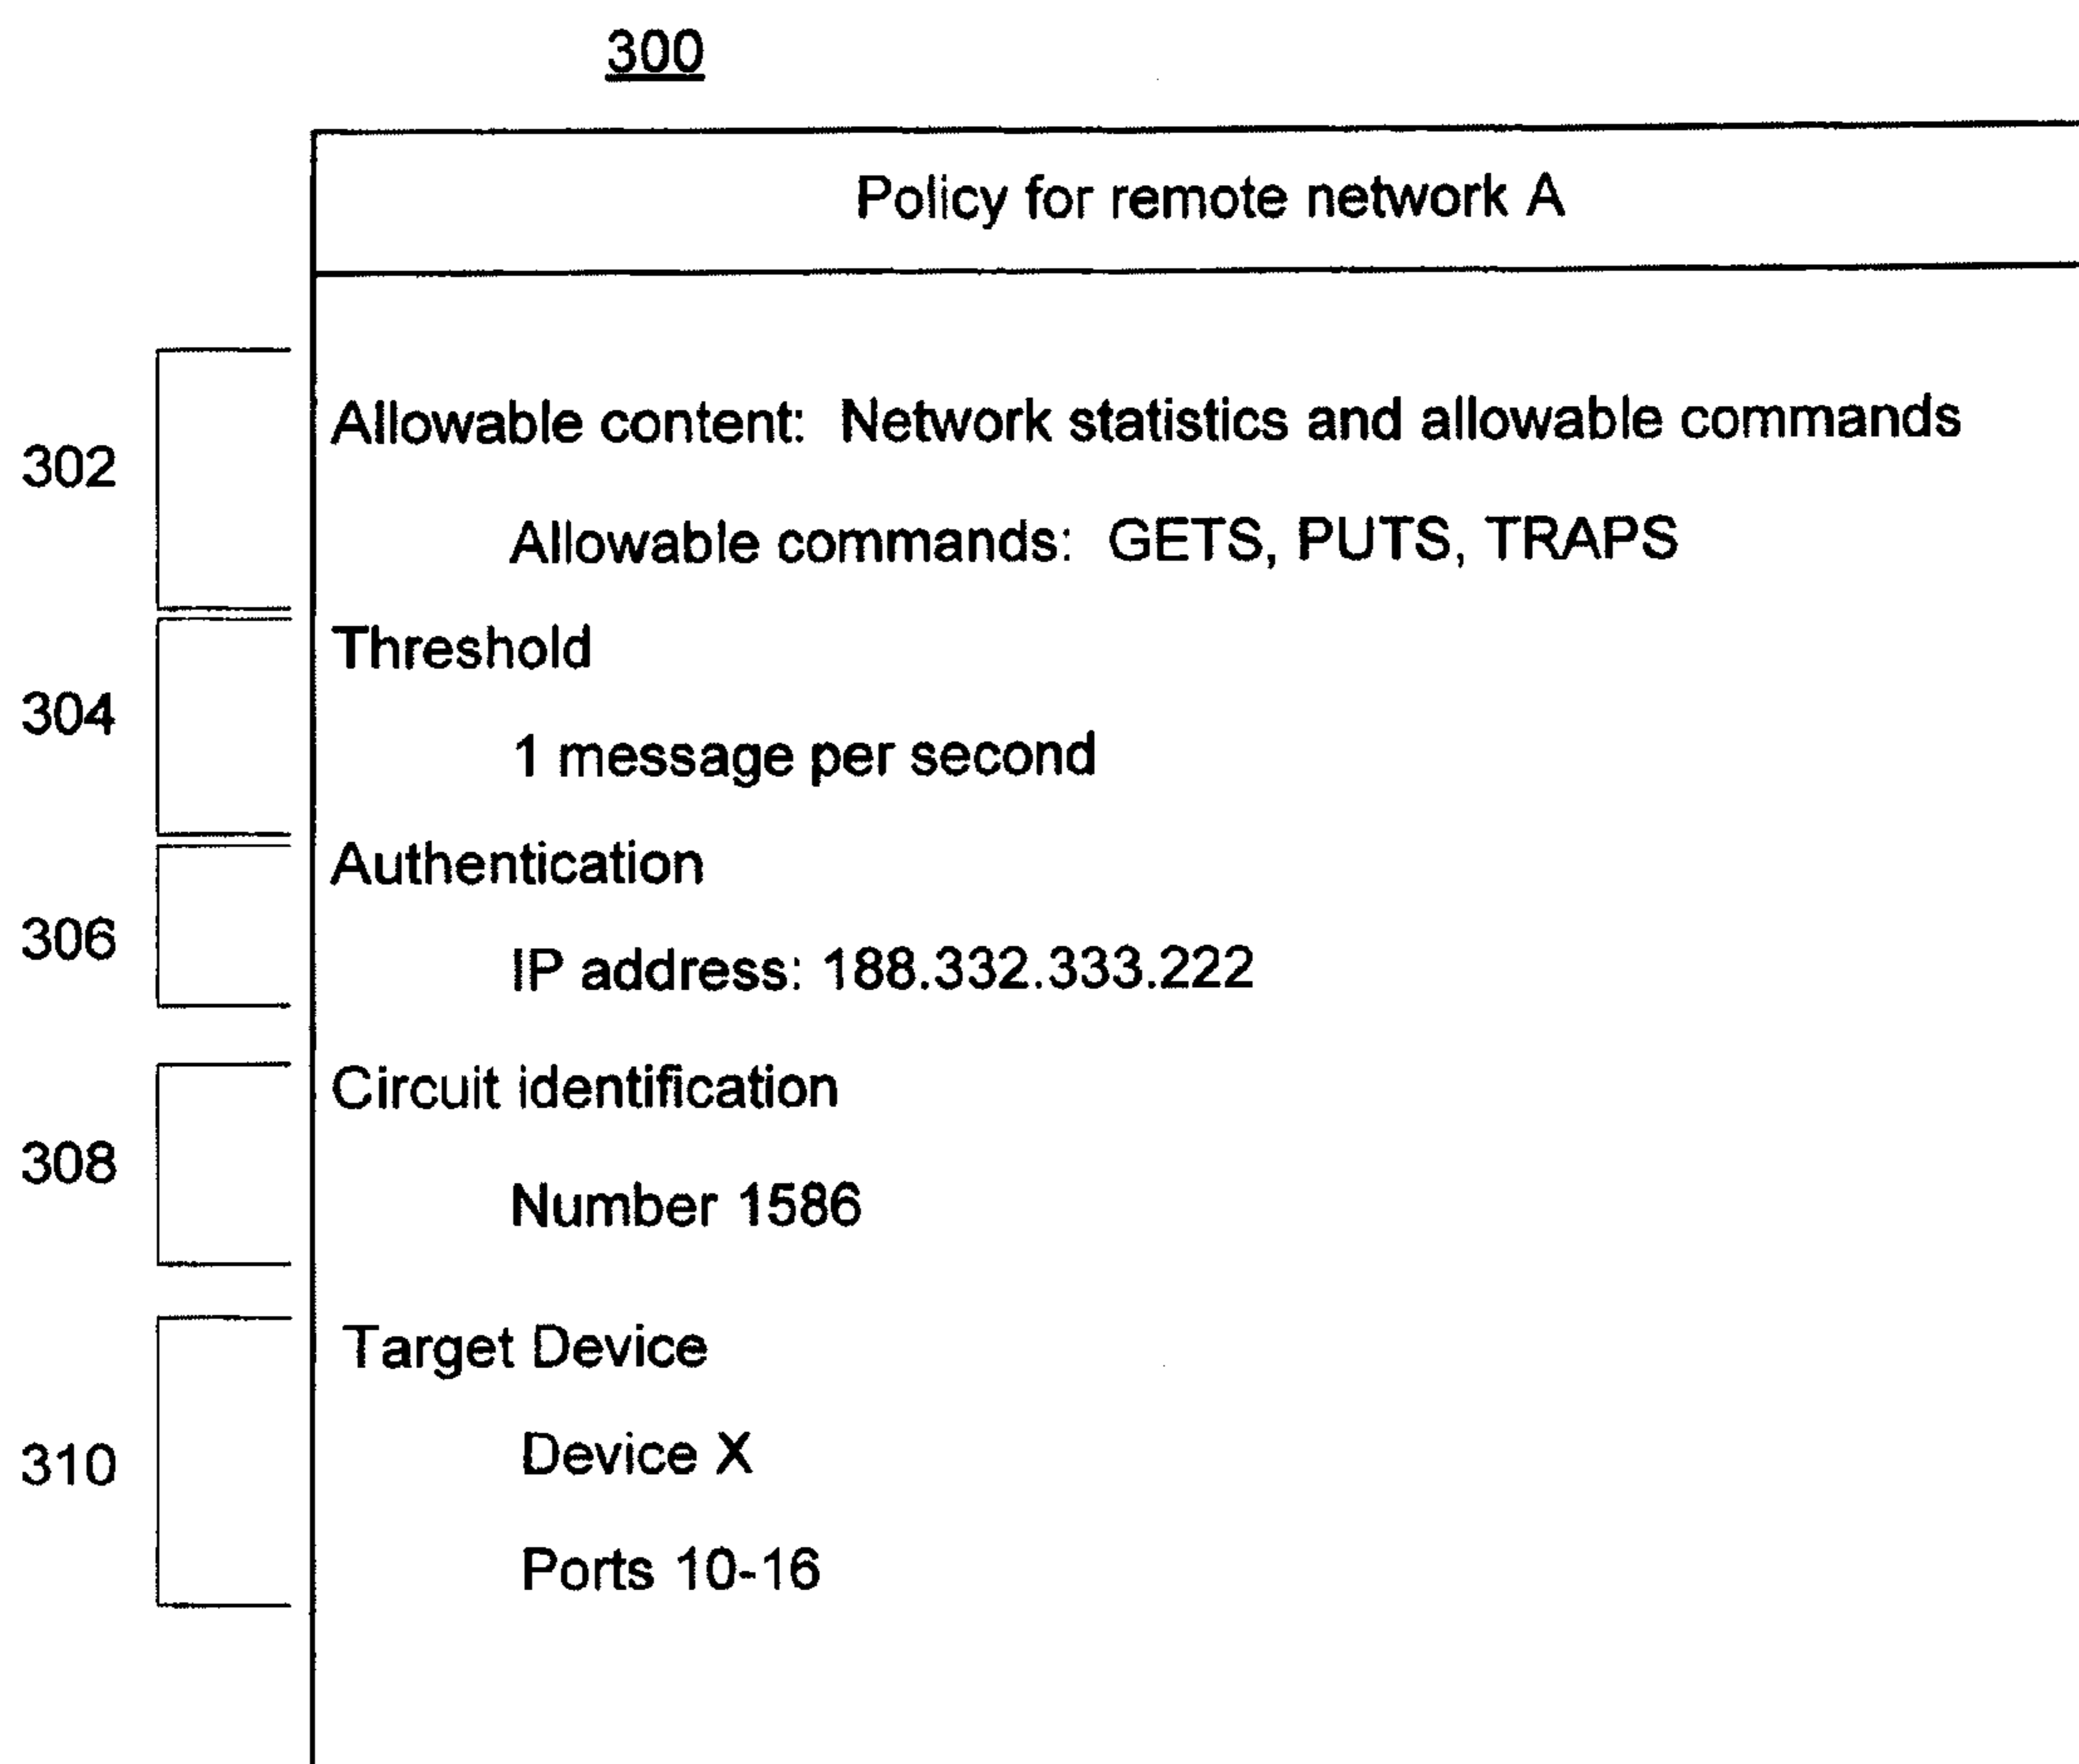 300
Policy for remote network A
302
Allowable content: Network statistics and allowable commands
Allowable commands: GETS, PUTS, TRAPS
304
Threshold
1 message per second
306
Authentication
IP address: 188.332.333.222
308
Circuit identification
Number 1586
310
Target Device
Device X
Ports 10-16